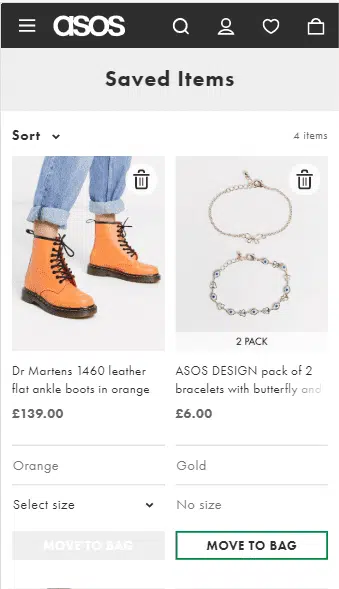 asos
Saved Items
Sort
4 items
2 PACK
Dr Martens 1460 leather
flat ankle boots in orange
£139.00
ASOS DESIGN pack of 2
bracelets with butterfly and
£6.00
Orange
Gold
Select size
No size
MOVE TO BAG
MOVE TO BAG